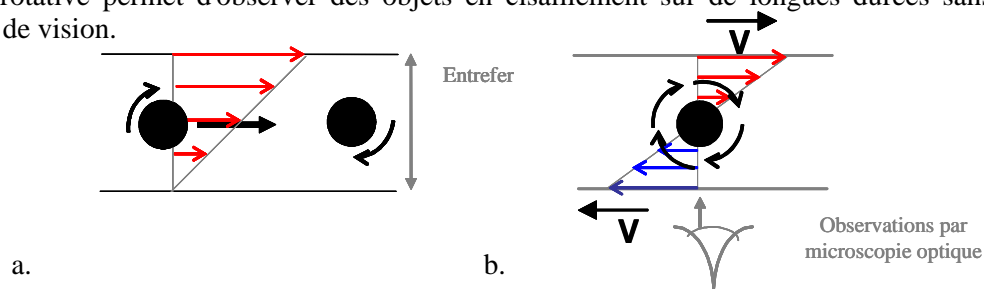 rotative permet d'observer des objets en cisaillement sur de longues durées sans
de vision.
V
Entrefer
V
Observations par
microscopie optique
a.
b.